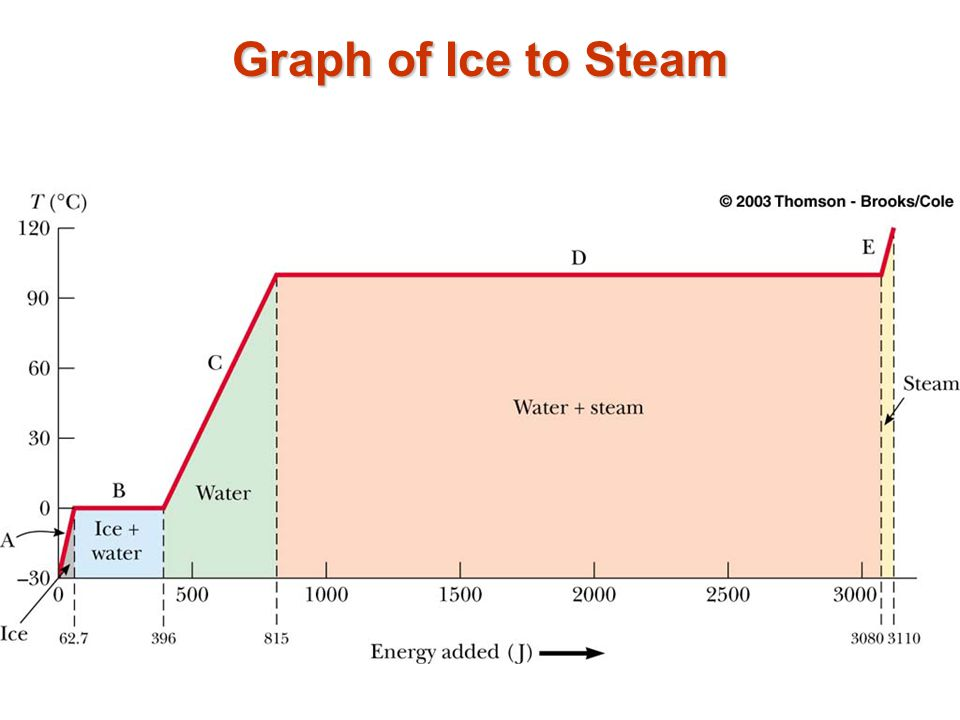 Graph of Ice to Steam
T (°C)
© 2003 Thomson - Brooks/Cole
120
D
E
90
C
60
Steam
Water + steam
30
B
Water
0
Ice +
water
A
–30
0
500
1000
1500
2000
2500
3000
Ice
62.7
396
815
3080
3110
Energy added (J)